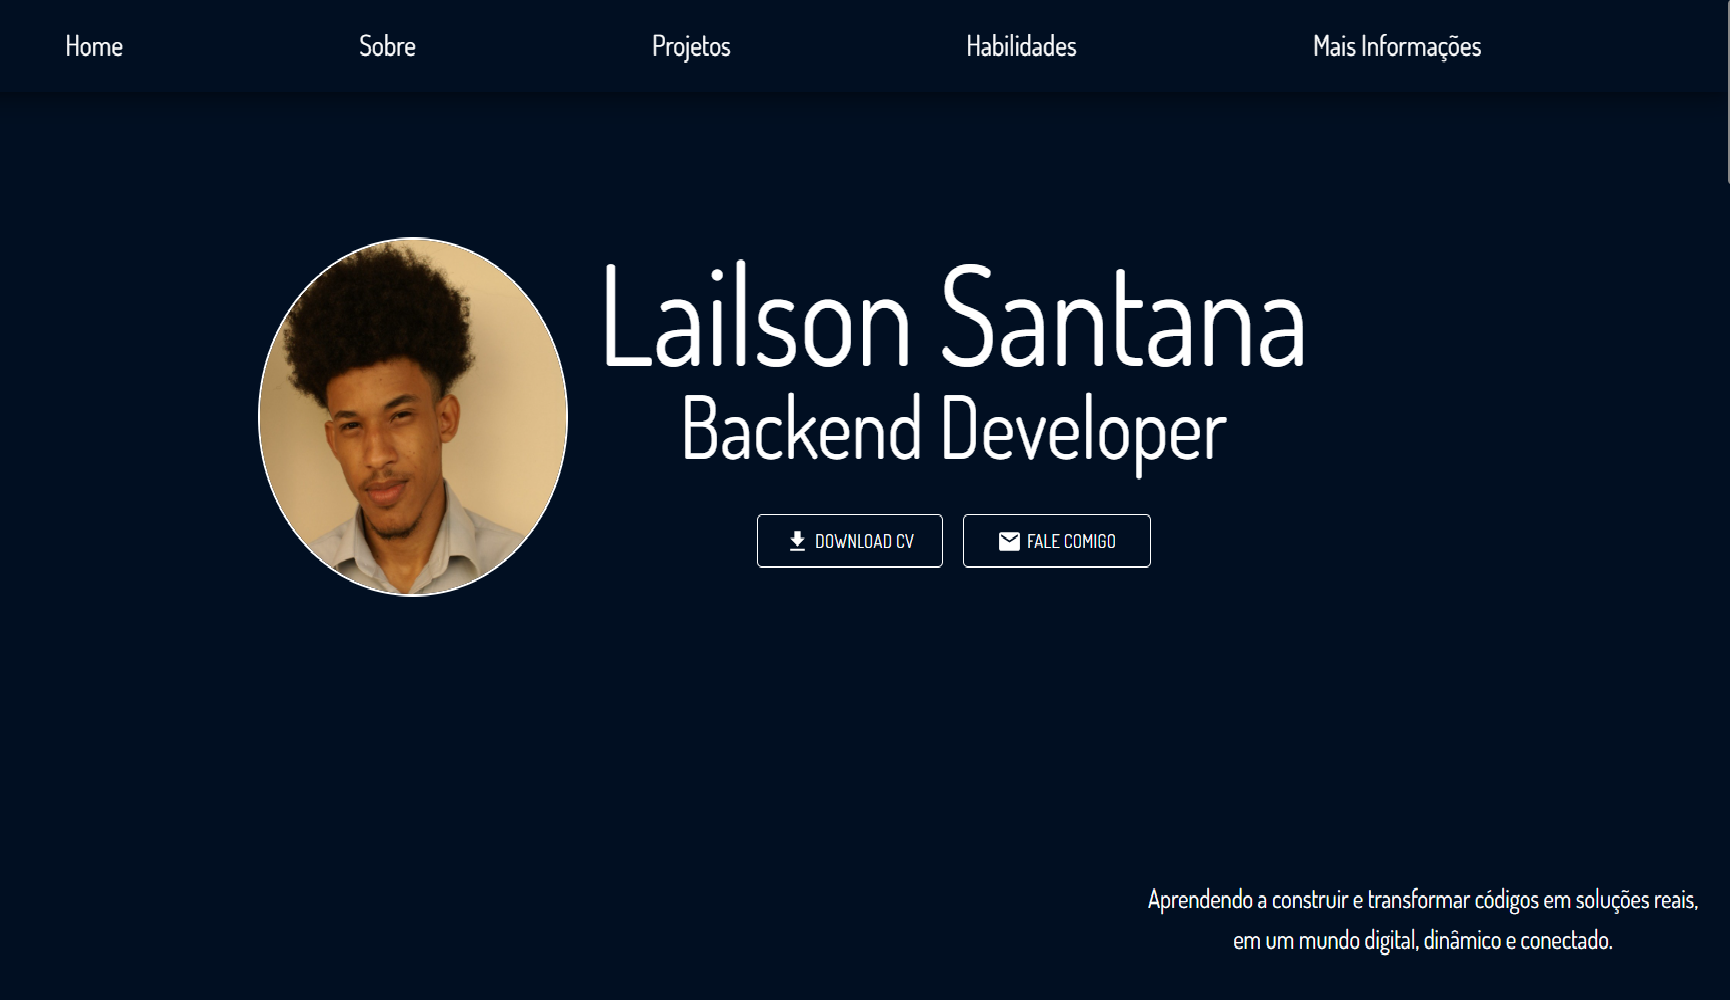 Home
Sobre
Projetos
Habilidades
Mais Informações
Lailson Santana
Backend Developer
DOWNLOAD CV
FALE COMIGO
Aprendendo a construir e transformar códigos em soluções reais,
em um mundo digital, dinâmico e conectado.